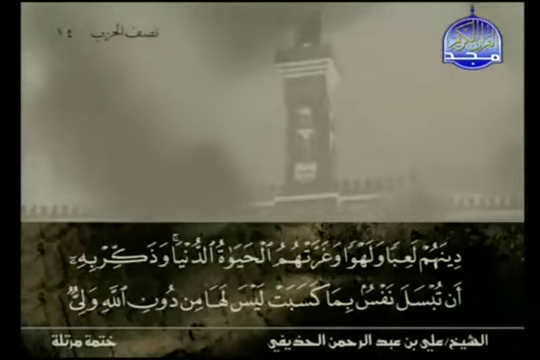 نصف الحزب ١٤
القرآن الكريم
مجد
دِينَهُمْ لَعِبًا وَلَهْوًا وَغَرَّتْهُمُ الْحَيَوٰةُ الدُّنْيَا ۚ وَذَكِّرْ بِهِۦٓ
أَن تُبْسَلَ نَفْسٌۢ بِمَا كَسَبَتْ لَيْسَ لَهَا مِن دُونِ اللَّهِ وَلِىٌّ
الشيخ/علي بن عبد الرحمن الحذيفي ختمة مرتلة